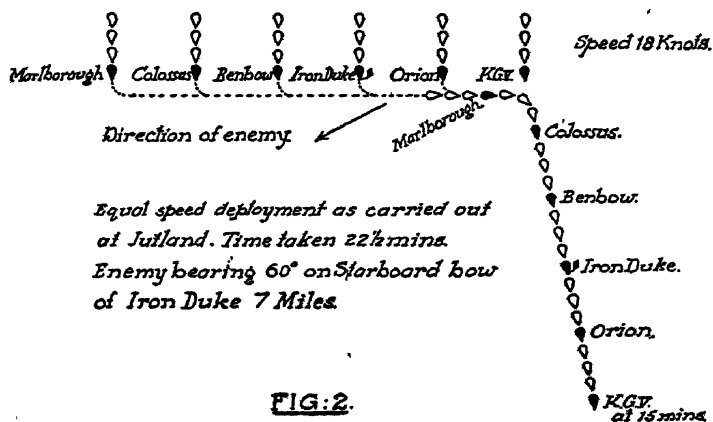 Speed 18 Knots.
Marlborough Colossus Benbow Iron Duke Orion K.G.V.
Marlborough.
Direction of enemy.
Colossus.
Benbow.
Iron Duke.
Orion.
K.G.V.
at 15 mins
Equal speed deployment as carried out
at Jutland. Time taken 22½ mins.
Enemy bearing 60° on Starboard bow
of Iron Duke 7 Miles.
FIG: 2.